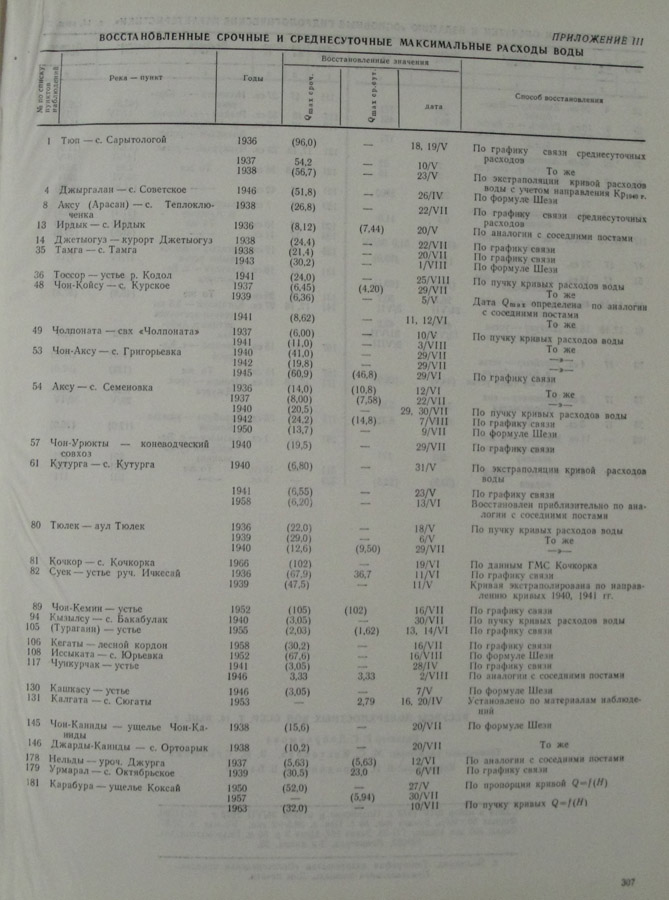 ПРИЛОЖЕНИЕ III
ВОССТАНОВЛЕННЫЕ СРОЧНЫЕ И СРЕДНЕСУТОЧНЫЕ МАКСИМАЛЬНЫЕ РАСХОДЫ ВОДЫ
№ по списку пунктов наблюдений
Река — пункт
Годы
Восстановленные значения
Qmax сроч.
Qmax ср.сут.
дата
Способ восстановления
1 Тюп — с. Сарытологой 1936 (96,0) — 18, 19/V По графику связи среднесуточных
расходов
1937 54,2 — 10/V То же
1938 (56,7) — 23/V По экстраполяции кривой расходов
воды с учетом направления Кр
4 Джыргалан — с. Советское 1946 (51,8) — 26/IV По формуле Шези
8 Аксу (Арасан) — с. Теплоклю- 1938 (26,8) — 22/VII По графику связи среднесуточных
ченка расходов
13 Ирдык — с. Ирдык 1936 (8,12) (7,44) 20/V По аналогии с соседними постами
14 Джетыогуз — курорт Джетыогуз 1938 (24,4) — 22/VII По графику связи
35 Тамга — с. Тамга 1938 (21,4) — 20/VII По графику связи
1943 (30,2) — 1/VIII По формуле Шези
36 Тоссор — устье р. Кодол 1941 (24,0) — 25/VIII По пучку кривых расходов воды
48 Чон-Койсу — с. Курское 1937 (6,45) (4,20) 29/VII То же
1939 (6,36) — 5/V Дата Qmax определена по аналогии
с соседними постами
1941 (8,62) — 11, 12/VI То же
49 Чолпоната — свх «Чолпоната» 1937 (6,00) — 10/V По пучку кривых расходов воды
1941 (11,0) — 3/VIII То же
53 Чон-Аксу — с. Григорьевка 1940 (41,0) — 29/VII —»—
1942 (19,8) — 29/VII —»—
1945 (60,9) (46,8) 29/VI По графику связи
54 Аксу — с. Семеновка 1936 (14,0) (10,8) 12/VI То же
1937 (8,00) (7,58) 22/VII —»—
1940 (20,5) — 29, 30/VII По пучку кривых расходов воды
1942 (24,2) (14,8) 7/VIII По графику связи
1950 (13,7) — 9/VII По формуле Шези
57 Чон-Урюкты — коневодческий 1940 (19,5) — 29/VII По графику связи
совхоз
61 Кутурга — с. Кутурга 1940 (6,80) — 31/V По экстраполяции кривой расходов
воды
1941 (6,55) — 23/V По графику связи
1958 (6,20) — 13/VI Восстановлен приблизительно по ана-
логии с соседними постами
80 Тюлек — аул Тюлек 1936 (22,0) — 18/V По пучку кривых расходов воды
1939 (29,0) — 6/V То же
1940 (12,6) (9,50) 29/VII —»—
81 Кочкор — с. Кочкорка 1966 (102) — 19/VI По данным ГМС Кочкорка
82 Суек — устье руч. Ичкесай 1936 (67,9) 36,7 11/VI По графику связи
1939 (47,5) — 11/V Кривая экстраполирована по направ-
лению кривых 1940, 1941 гг.
89 Чон-Кемин — устье 1952 (105) (102) 16/VII По графику связи
94 Кызылсу — с. Бакабулак 1940 (3,05) — 30/VII По пучку кривых расходов воды
105 (Турагаин) — устье 1955 (2,03) (1,62) 13, 14/VI По графику связи
106 Кегаты — лесной кордон 1958 (30,2) — 16/VII По графику связи
108 Иссыката — с. Юрьевка 1952 (67,6) — 16/VIII По формуле Шези
117 Чункурчак — устье 1941 (3,05) — 28/IV По графику связи
1946 3,33 3,33 2/VIII По аналогии с соседними постами
130 Кашкасу — устье 1946 (3,05) — 7/V По формуле Шези
131 Калгата — с. Сюгаты 1953 — 2,79 16, 20/IV Установлено по материалам наблюде-
ний
145 Чон-Каинды — ущелье Чон-Ка- 1938 (15,6) — 20/VII По формуле Шези
инды
146 Джарды-Каинды — с. Ортоарык 1938 (10,2) — 20/VII То же
178 Нельды — уроч. Джурга 1937 (5,63) (5,63) 12/VI По аналогии с соседними постами
179 Урмарал — с. Октябрьское 1939 (30,5) 23,0 6/VII По графику связи
181 Карабура — ущелье Коксай 1950 (52,0) — 27/V По пропорции кривой Q=f(H)
1957 — (5,94) 30/VII
1963 (32,0) — 10/VII По пучку кривых Q=f(H)
307